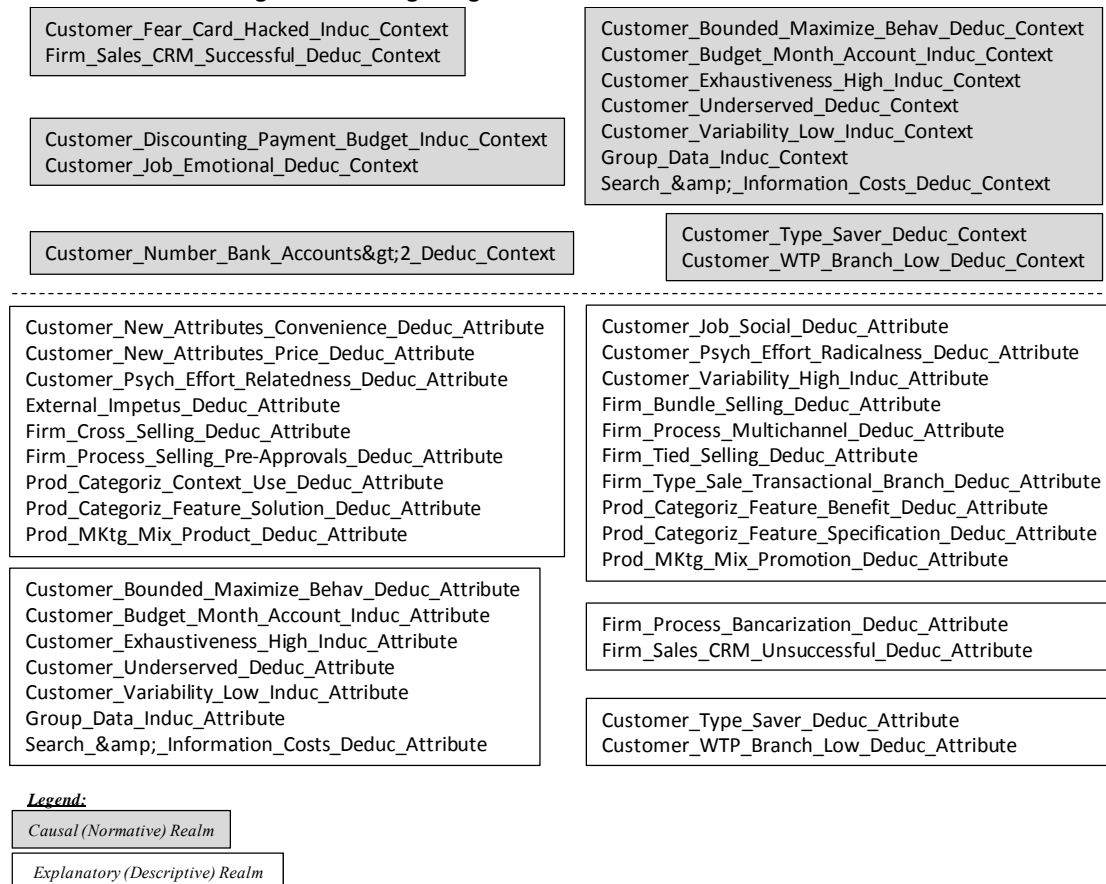 Customer_Fear_Card_Hacked_Induc_Context
Firm_Sales_CRM_Successful_Deduc_Context
Customer_Discounting_Payment_Budget_Induc_Context
Customer_Job_Emotional_Deduc_Context
Customer_Number_Bank_Accounts&gt;2_Deduc_Context
Customer_Bounded_Maximize_Behav_Deduc_Context
Customer_Budget_Month_Account_Induc_Context
Customer_Exhaustiveness_High_Induc_Context
Customer_Underserved_Deduc_Context
Customer_Variability_Low_Induc_Context
Group_Data_Induc_Context
Search_&amp;_Information_Costs_Deduc_Context
Customer_Type_Saver_Deduc_Context
Customer_WTP_Branch_Low_Deduc_Context
Customer_New_Attributes_Convenience_Deduc_Attribute
Customer_New_Attributes_Price_Deduc_Attribute
Customer_Psych_Effort_Relatedness_Deduc_Attribute
External_Impetus_Deduc_Attribute
Firm_Cross_Selling_Deduc_Attribute
Firm_Process_Selling_Pre-Approvals_Deduc_Attribute
Prod_Categoriz_Context_Use_Deduc_Attribute
Prod_Categoriz_Feature_Solution_Deduc_Attribute
Prod_MKtg_Mix_Product_Deduc_Attribute
Customer_Bounded_Maximize_Behav_Deduc_Attribute
Customer_Budget_Month_Account_Induc_Attribute
Customer_Exhaustiveness_High_Induc_Attribute
Customer_Underserved_Deduc_Attribute
Customer_Variability_Low_Induc_Attribute
Group_Data_Induc_Attribute
Search_&amp;_Information_Costs_Deduc_Attribute
Customer_Job_Social_Deduc_Attribute
Customer_Psych_Effort_Radicalness_Deduc_Attribute
Customer_Variability_High_Induc_Attribute
Firm_Bundle_Selling_Deduc_Attribute
Firm_Process_Multichannel_Deduc_Attribute
Firm_Tied_Selling_Deduc_Attribute
Firm_Type_Sale_Transactional_Branch_Deduc_Attribute
Prod_Categoriz_Feature_Benefit_Deduc_Attribute
Prod_Categoriz_Feature_Specification_Deduc_Attribute
Prod_MKtg_Mix_Promotion_Deduc_Attribute
Firm_Process_Bancarization_Deduc_Attribute
Firm_Sales_CRM_Unsuccessful_Deduc_Attribute
Customer_Type_Saver_Deduc_Attribute
Customer_WTP_Branch_Low_Deduc_Attribute
Legend:
Causal (Normative) Realm
Explanatory (Descriptive) Realm